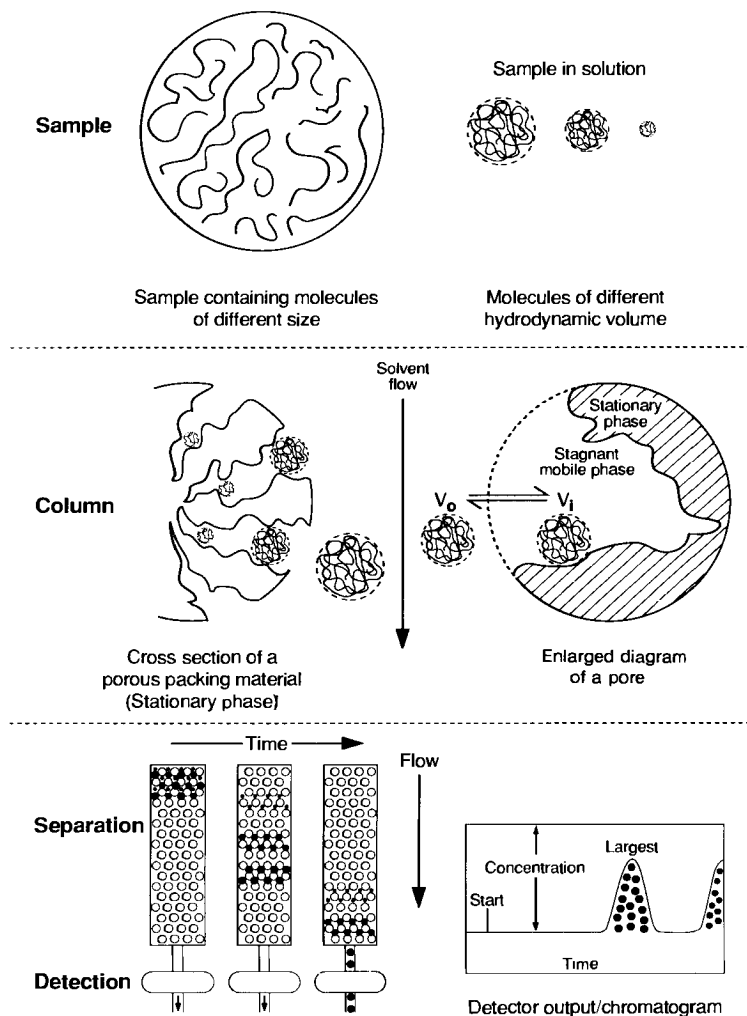 Sample
Sample in solution
Sample containing molecules
of different size
Molecules of different
hydrodynamic volume
Column
Solvent
flow
Stationary
phase
Stagnant
mobile phase
Vo
Vi
Cross section of a
porous packing material
(Stationary phase)
Enlarged diagram
of a pore
Separation
Time
Flow
Largest
Concentration
Start
Time
Detection
Detector output/chromatogram